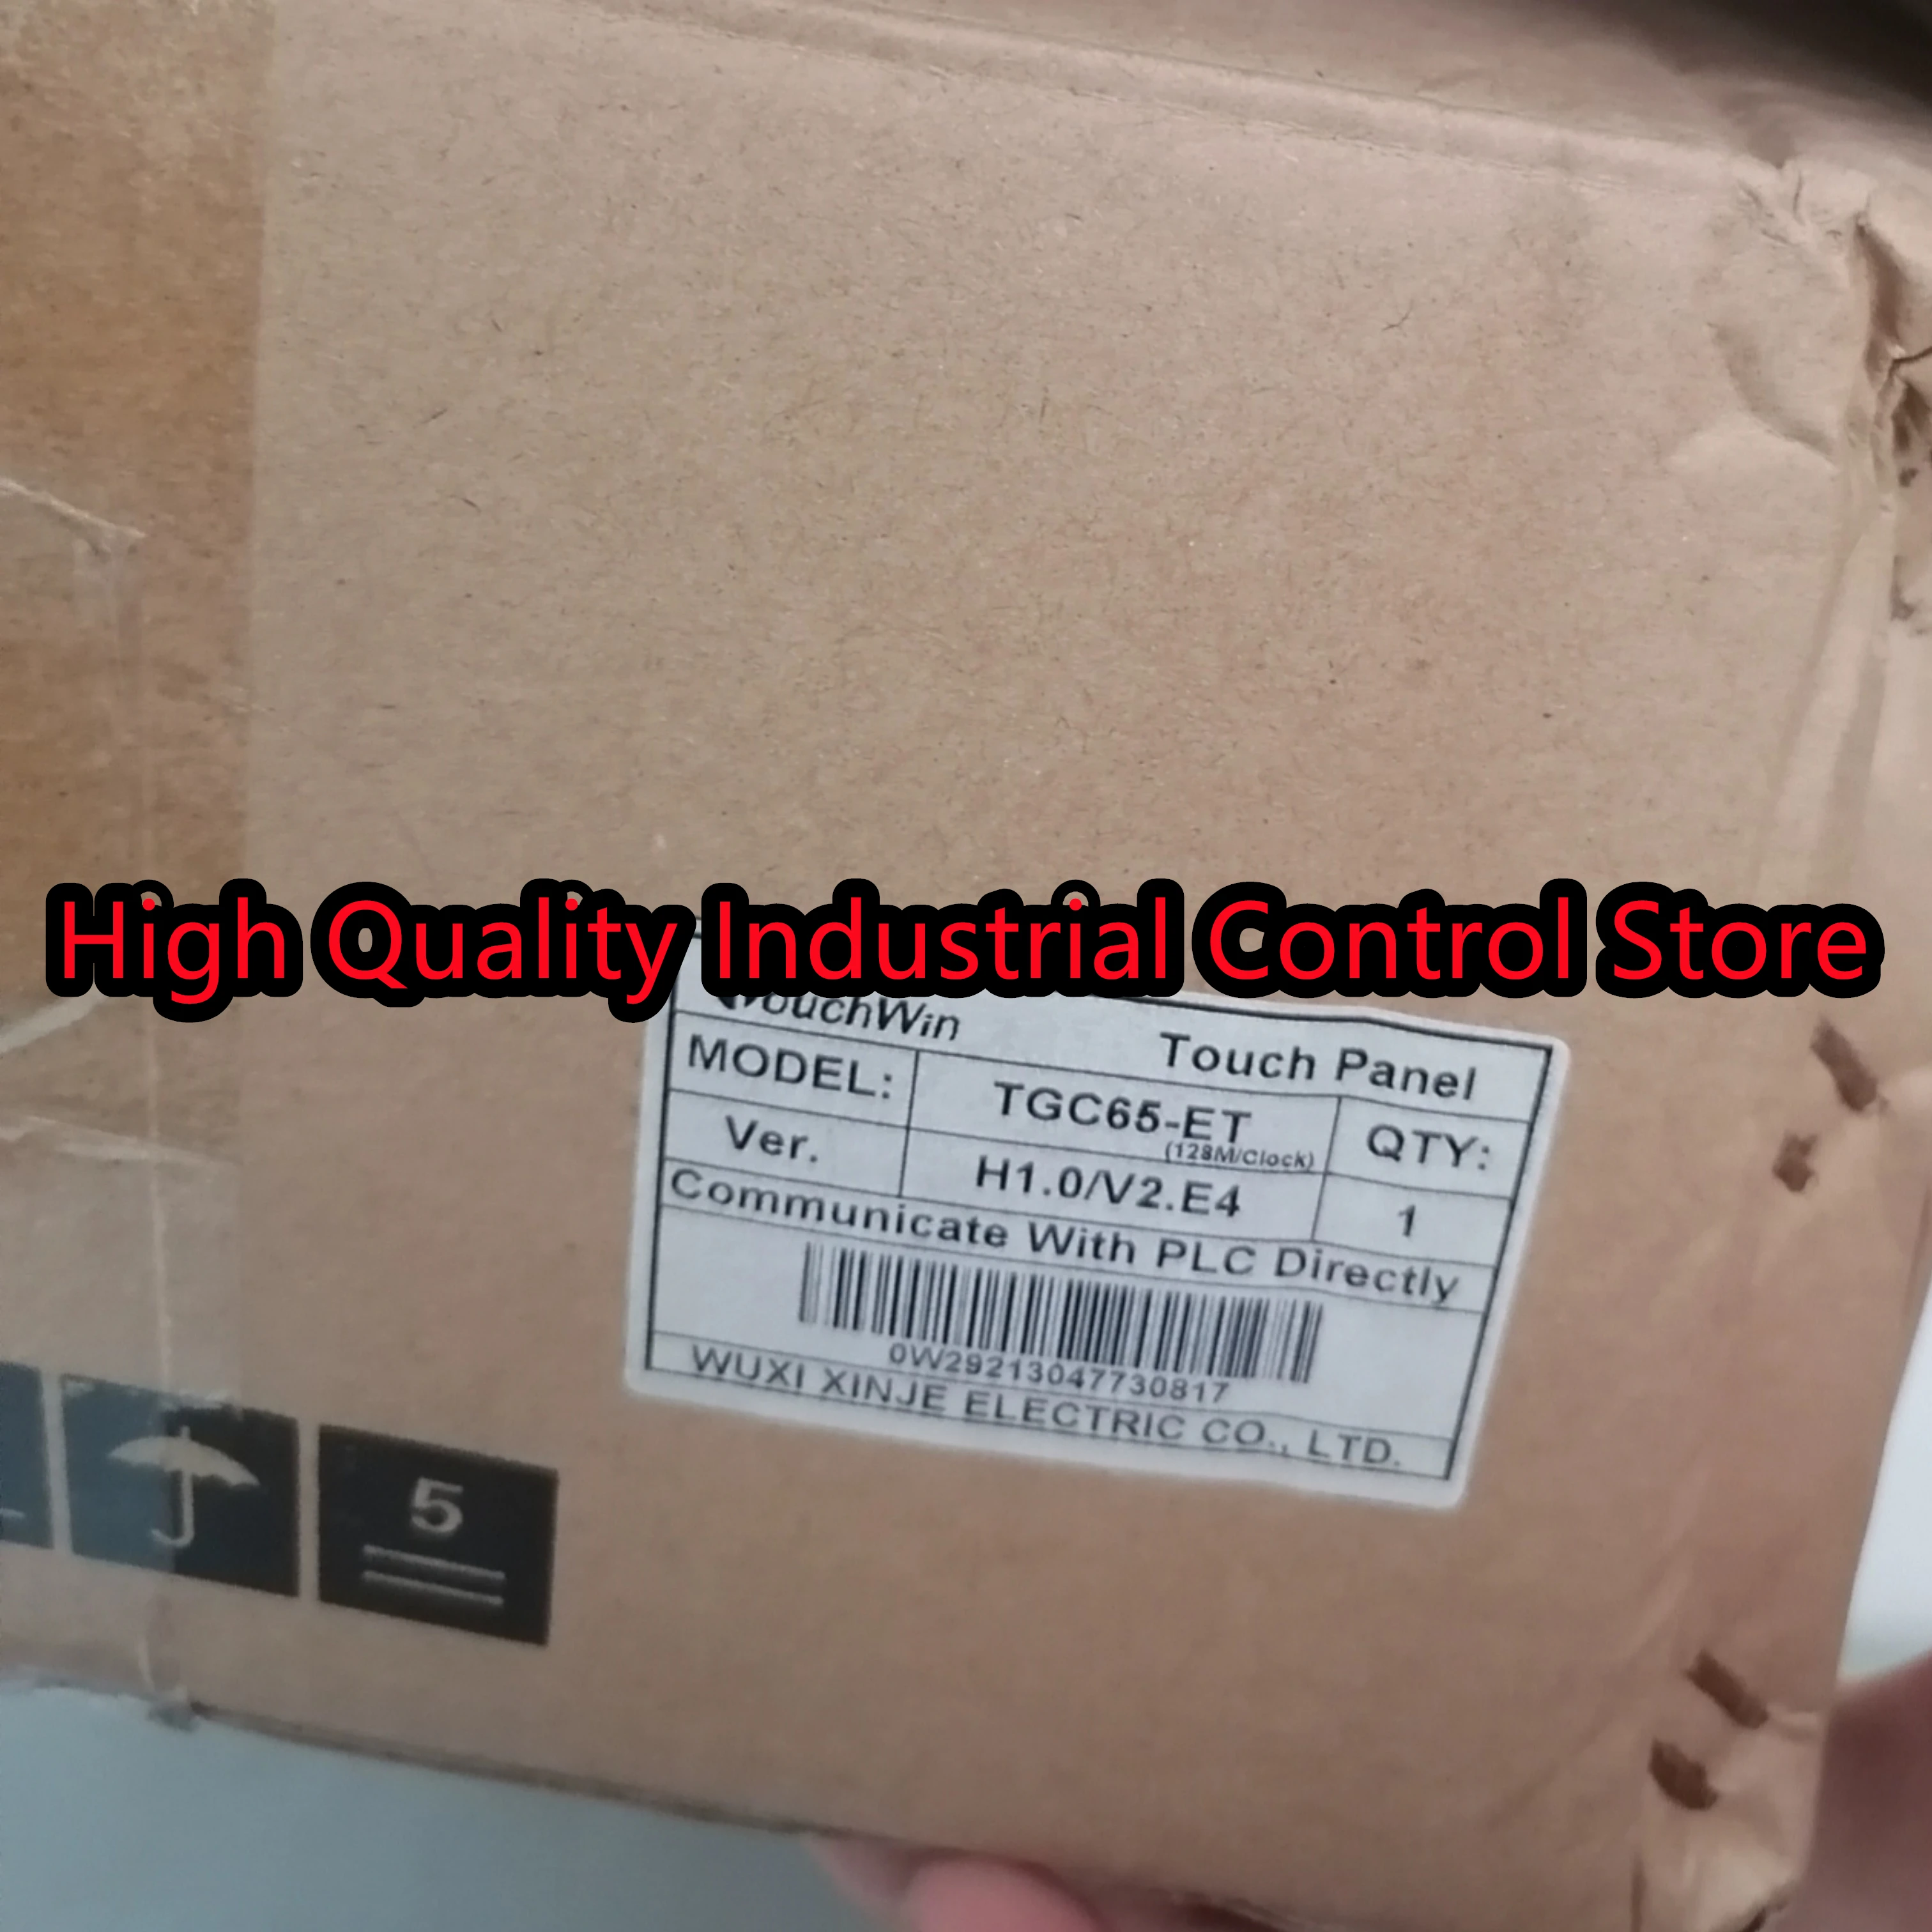 High Quality Industrial Control Store
TouchWin Touch Panel
MODEL: TGC65-ET (128M/Clock) QTY:
Ver. H1.0/V2.E4 1
Communicate With PLC Directly
0W29213047730817
WUXI XINJE ELECTRIC CO., LTD.
5